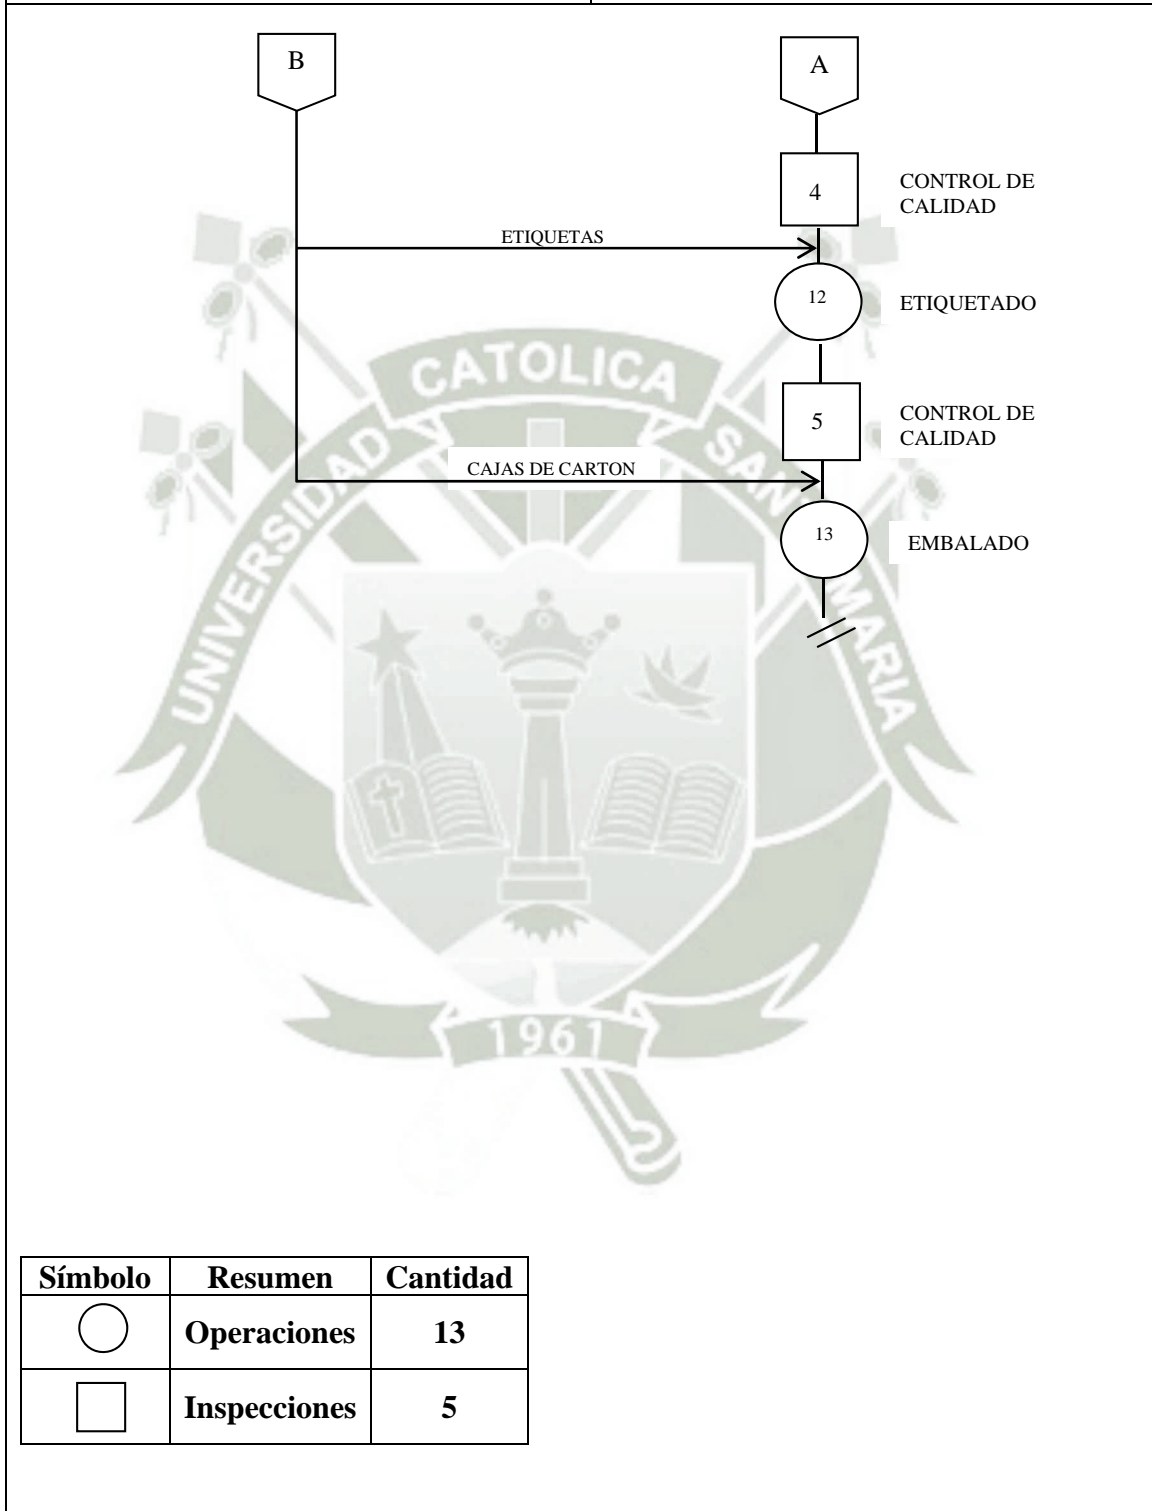 B
A
4
CONTROL DE
CALIDAD
ETIQUETAS
12
ETIQUETADO
5
CONTROL DE
CALIDAD
CAJAS DE CARTON
13
EMBALADO
UNIVERSIDAD CATOLICA SANTA MARIA
1961
Símbolo Resumen Cantidad
Operaciones 13
Inspecciones 5